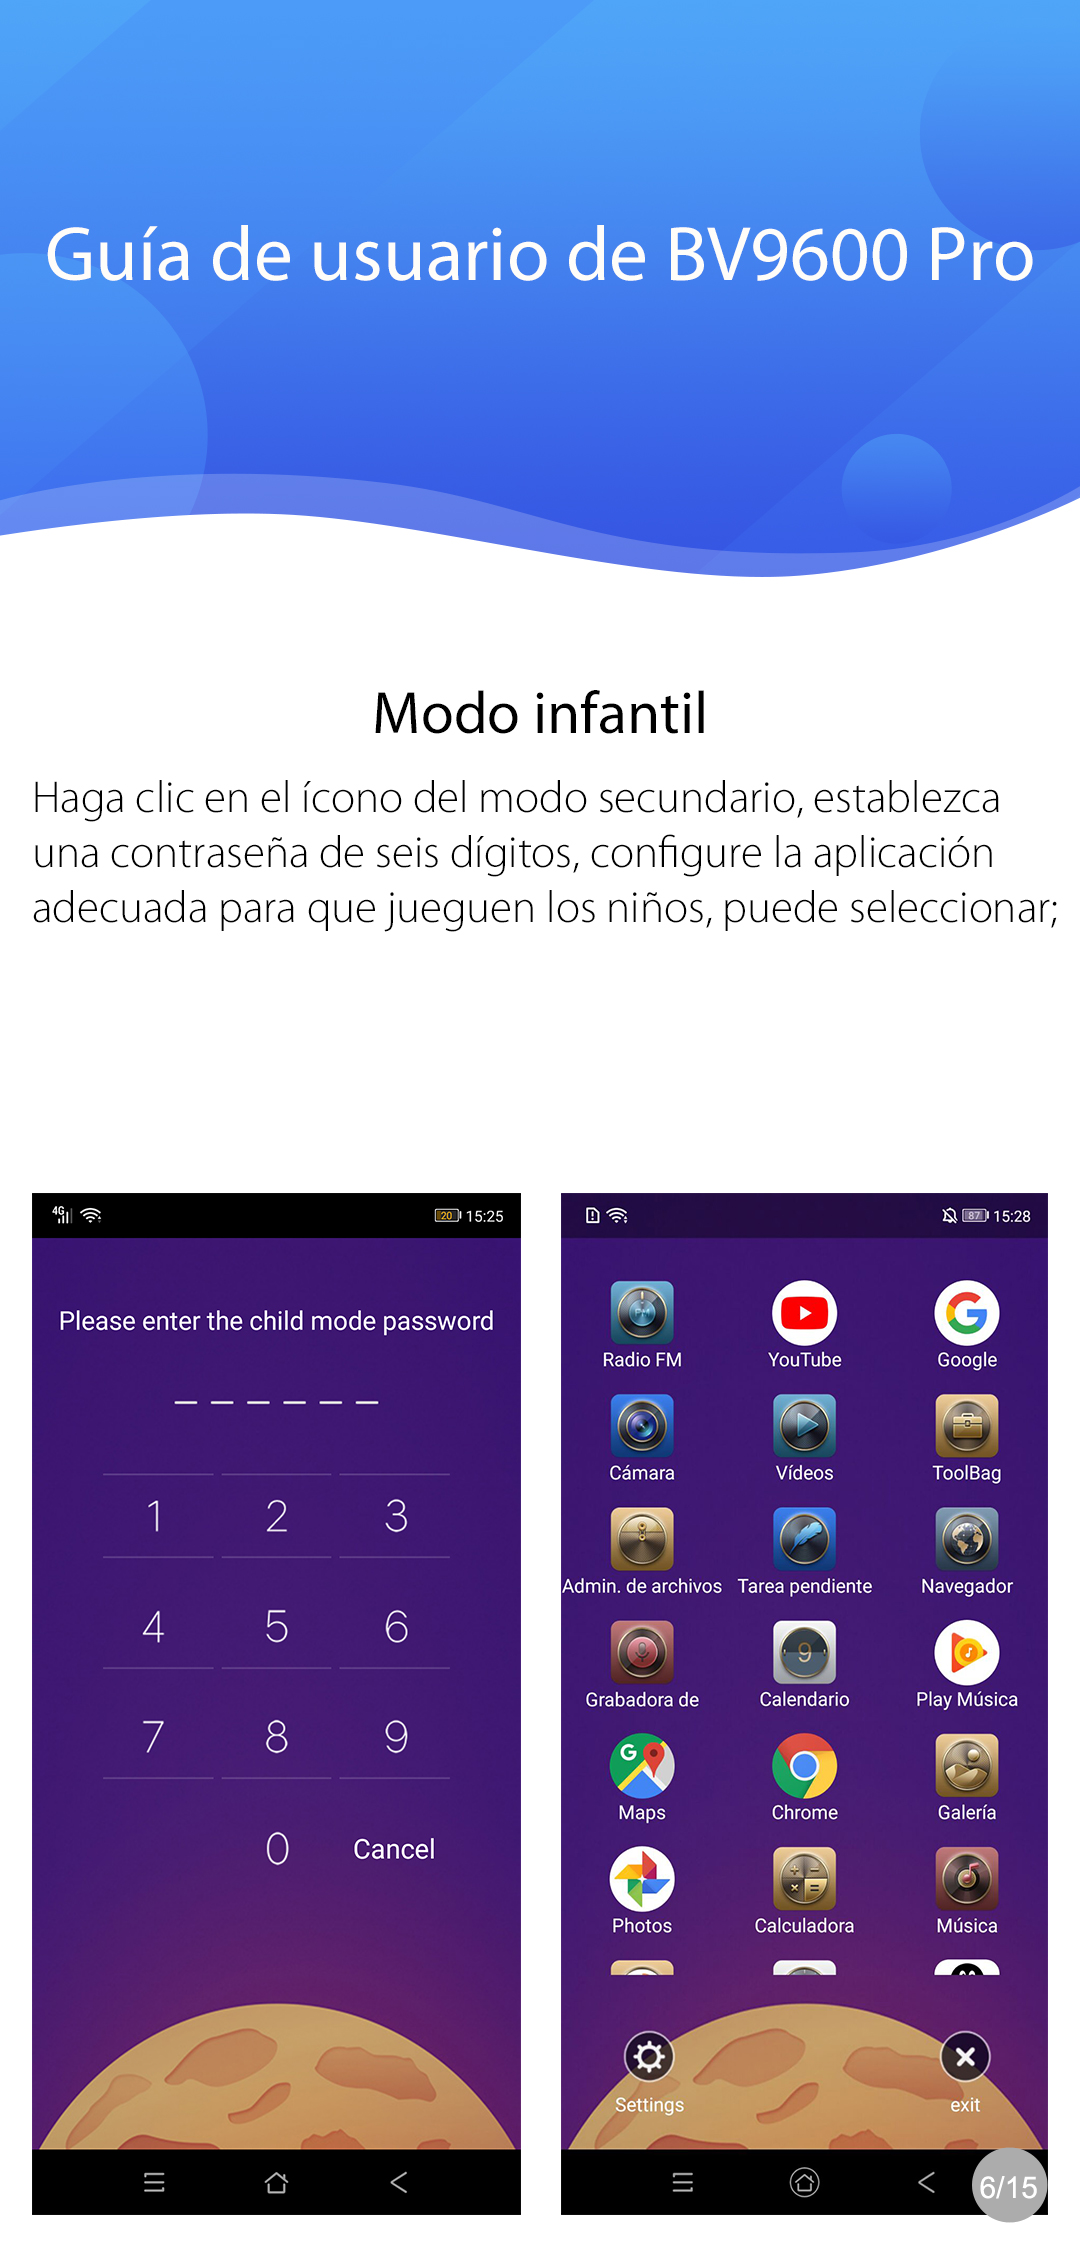 Guía de usuario de BV9600 Pro
Modo infantil
Haga clic en el ícono del modo secundario, establezca
una contraseña de seis dígitos, configure la aplicación
adecuada para que jueguen los niños, puede seleccionar;
4G 20 15:25
Please enter the child mode password
1 2 3
4 5 6
7 8 9
0 Cancel
87 15:28
FM
Radio FM YouTube Google
Cámara Vídeos ToolBag
Admin. de archivos Tarea pendiente Navegador
9
Grabadora de Calendario Play Música
G
Maps Chrome Galería
Photos Calculadora Música
Settings exit
6/15